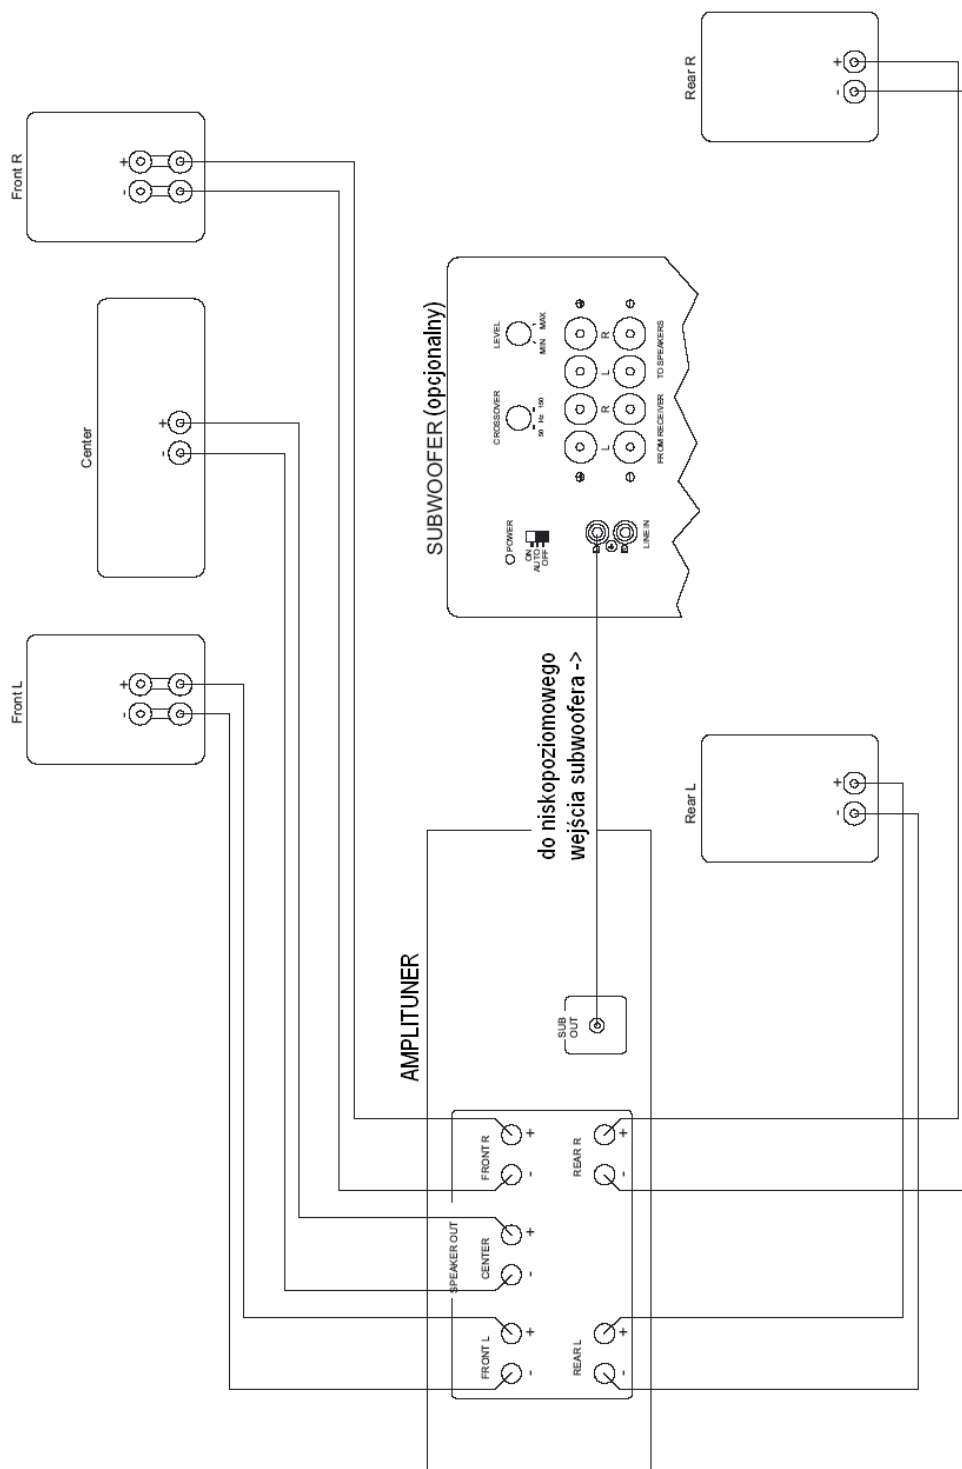 Front R
+
-
Center
+
-
Front L
+
-
Rear R
+
-
Rear L
+
-
SUBWOOFER (opcjonalny)
LEVEL
MIN MAX
CROSSOVER
50 Hz 150
POWER
ON
AUTO
OFF
L R L R
FROM RECEIVER
TO SPEAKERS
LINE IN
do niskopoziomowego
wejścia subwoofera ->
AMPLITUNER
SUB
OUT
SPEAKER OUT
FRONT L
- +
CENTER
- +
FRONT R
- +
REAR L
- +
REAR R
- +